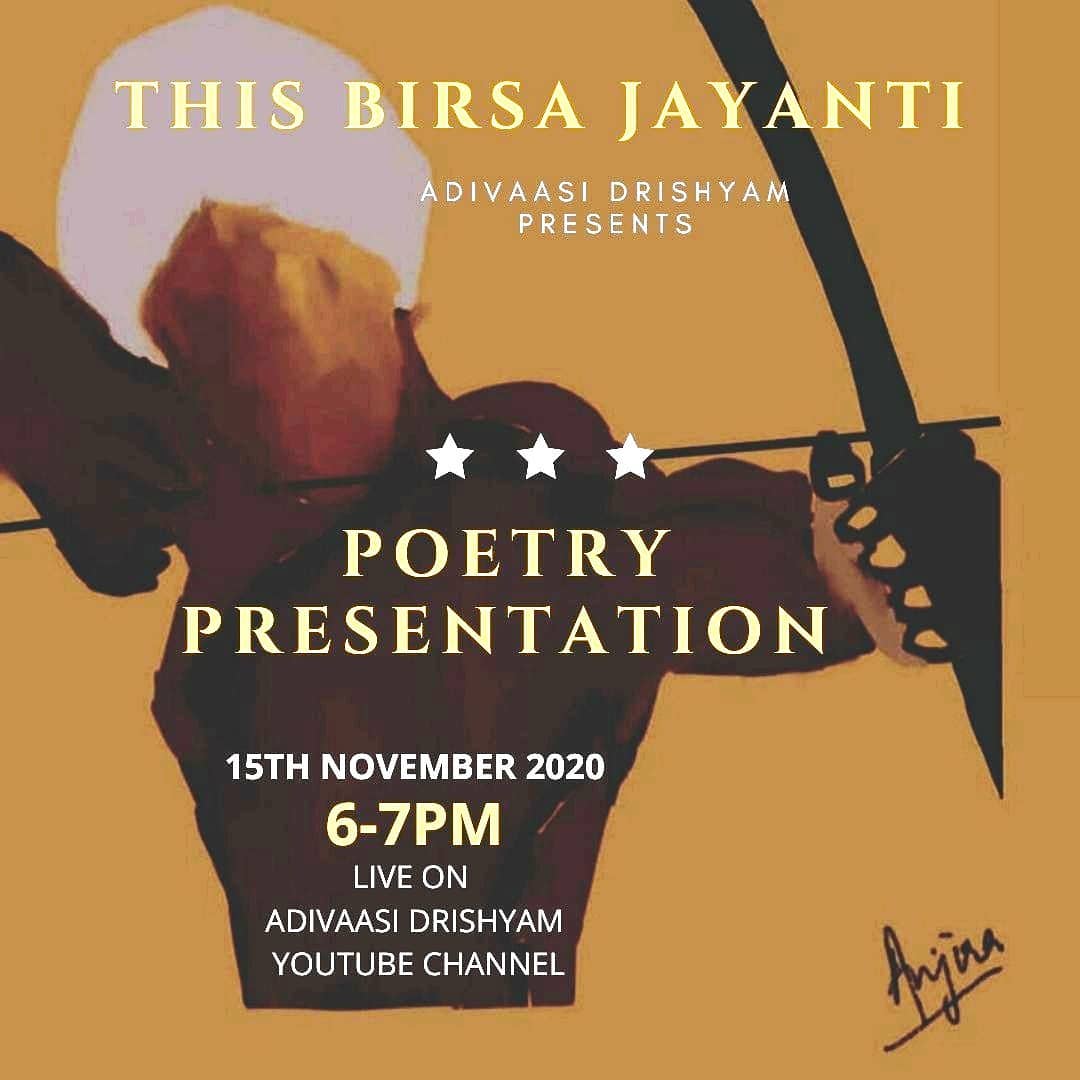 THIS BIRSA JAYANTI
ADIVAASI DRISHYAM
PRESENTS
POETRY
PRESENTATION
15TH NOVEMBER 2020
6-7PM
LIVE ON
ADIVAASI DRISHYAM
YOUTUBE CHANNEL